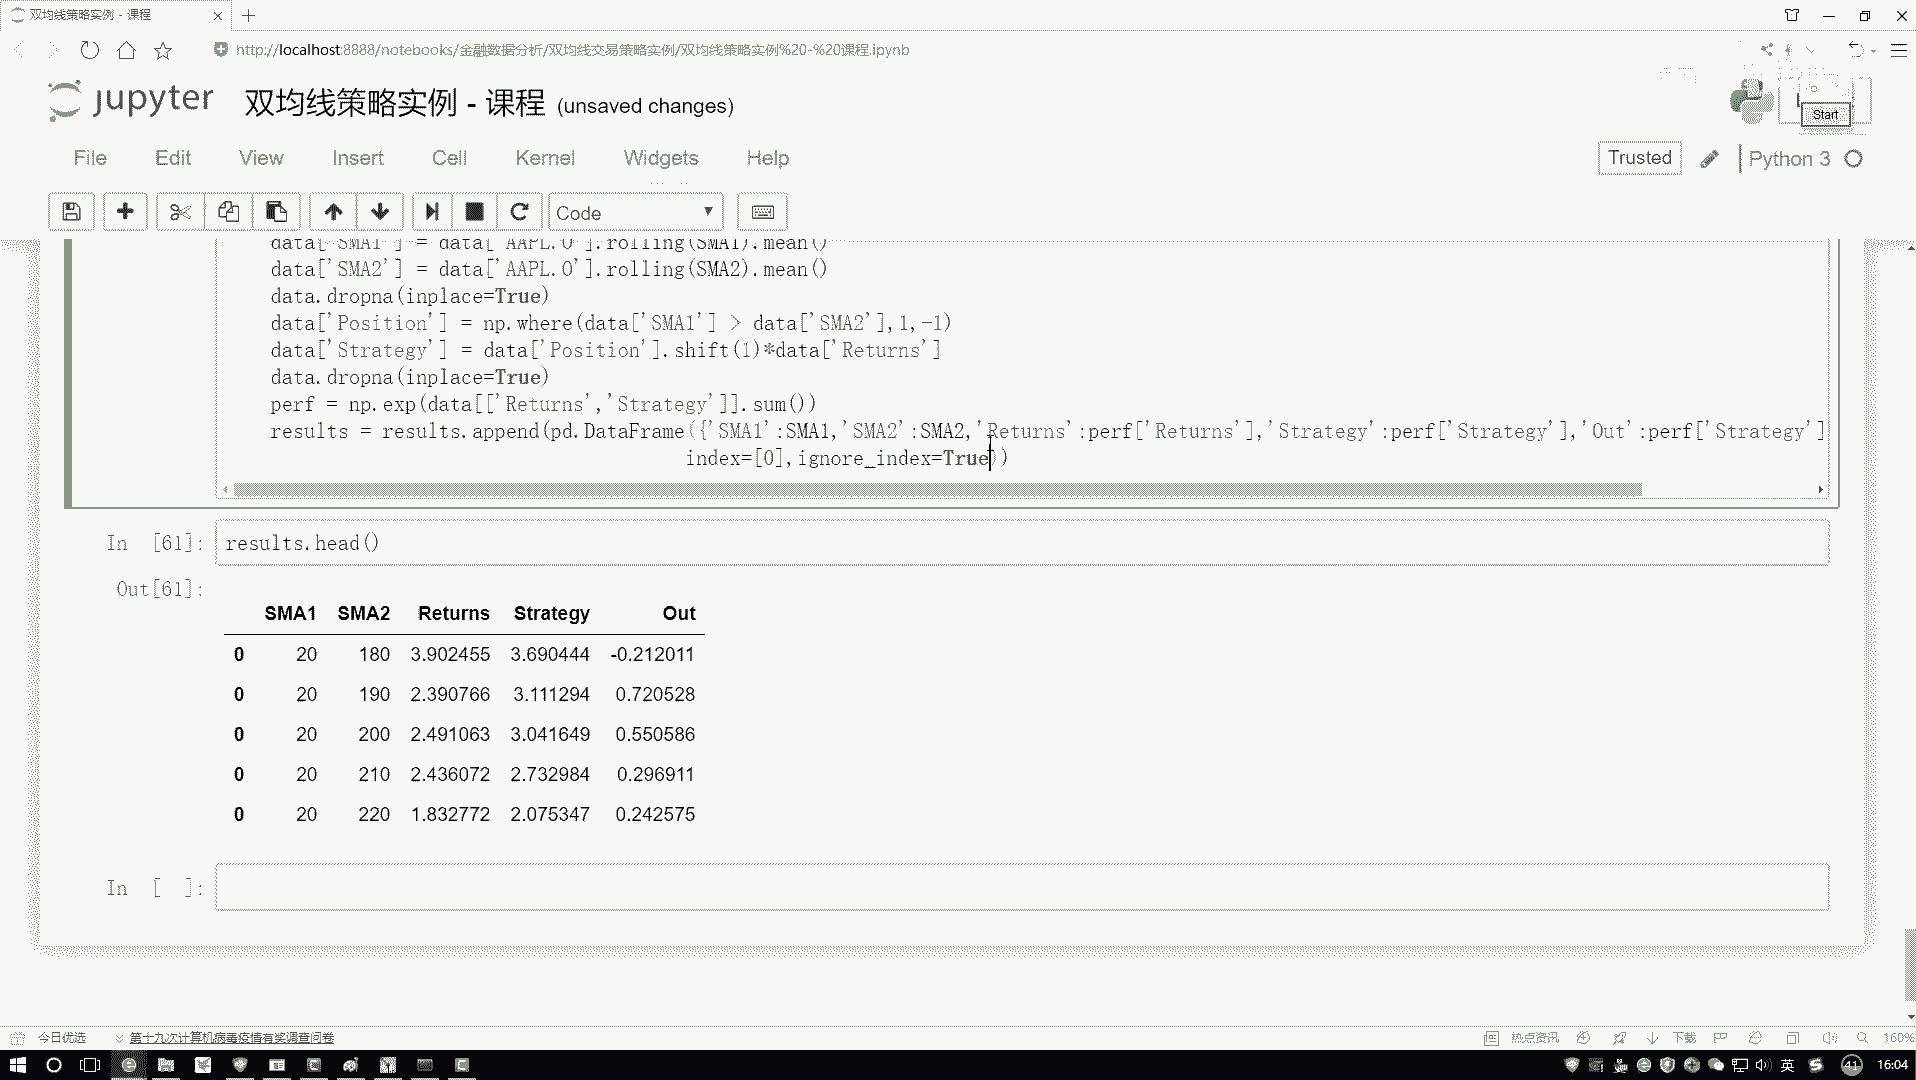 双均线策略实例 - 课程
http://localhost:8888/notebooks/金融数据分析/双均线交易策略实例/双均线策略实例%20-%20课程.ipynb
jupyter 双均线策略实例 - 课程 (unsaved changes)
Start
File Edit View Insert Cell Kernel Widgets Help
Trusted Python 3
Code
data['SMA1'] = data['AAPL.O'].rolling(SMA1).mean()
data['SMA2'] = data['AAPL.O'].rolling(SMA2).mean()
data.dropna(inplace=True)
data['Position'] = np.where(data['SMA1'] > data['SMA2'],1,-1)
data['Strategy'] = data['Position'].shift(1)*data['Returns']
data.dropna(inplace=True)
perf = np.exp(data[['Returns','Strategy']].sum())
results = results.append(pd.DataFrame({'SMA1':SMA1,'SMA2':SMA2,'Returns':perf['Returns'],'Strategy':perf['Strategy'],'Out':perf['Strategy']
index=[0],ignore_index=True))
In [61]: results.head()
Out[61]:
SMA1 SMA2 Returns Strategy Out
0 20 180 3.902455 3.690444 -0.212011
0 20 190 2.390766 3.111294 0.720528
0 20 200 2.491063 3.041649 0.550586
0 20 210 2.436072 2.732984 0.296911
0 20 220 1.832772 2.075347 0.242575
In [ ]:
今日优选 第十九次计算机病毒疫情有奖调查问卷 热点资讯 下载 160%
英 41 16:04